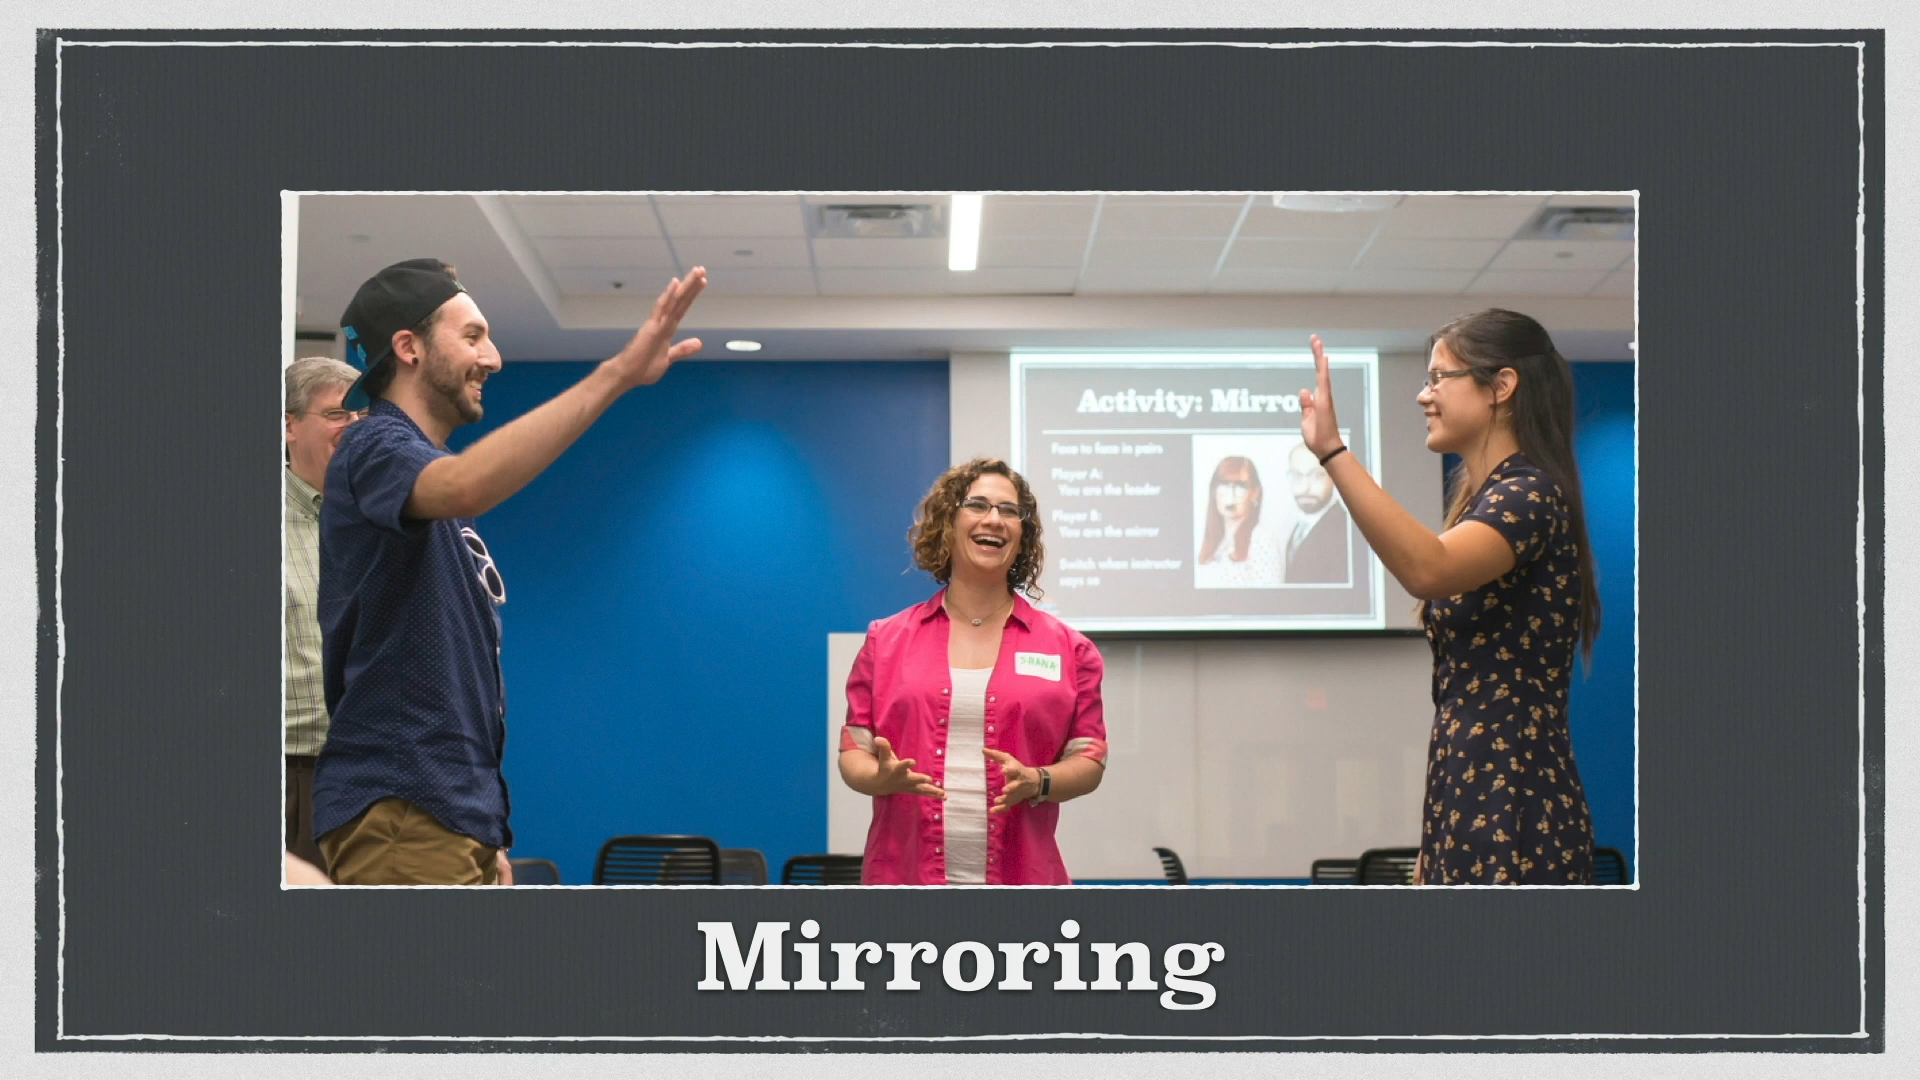 Activity: Mirro
Face to face in pairs
Player A:
You are the leader
Player B:
You are the mirror
Switch when instructor
says so
SHANA
Mirroring